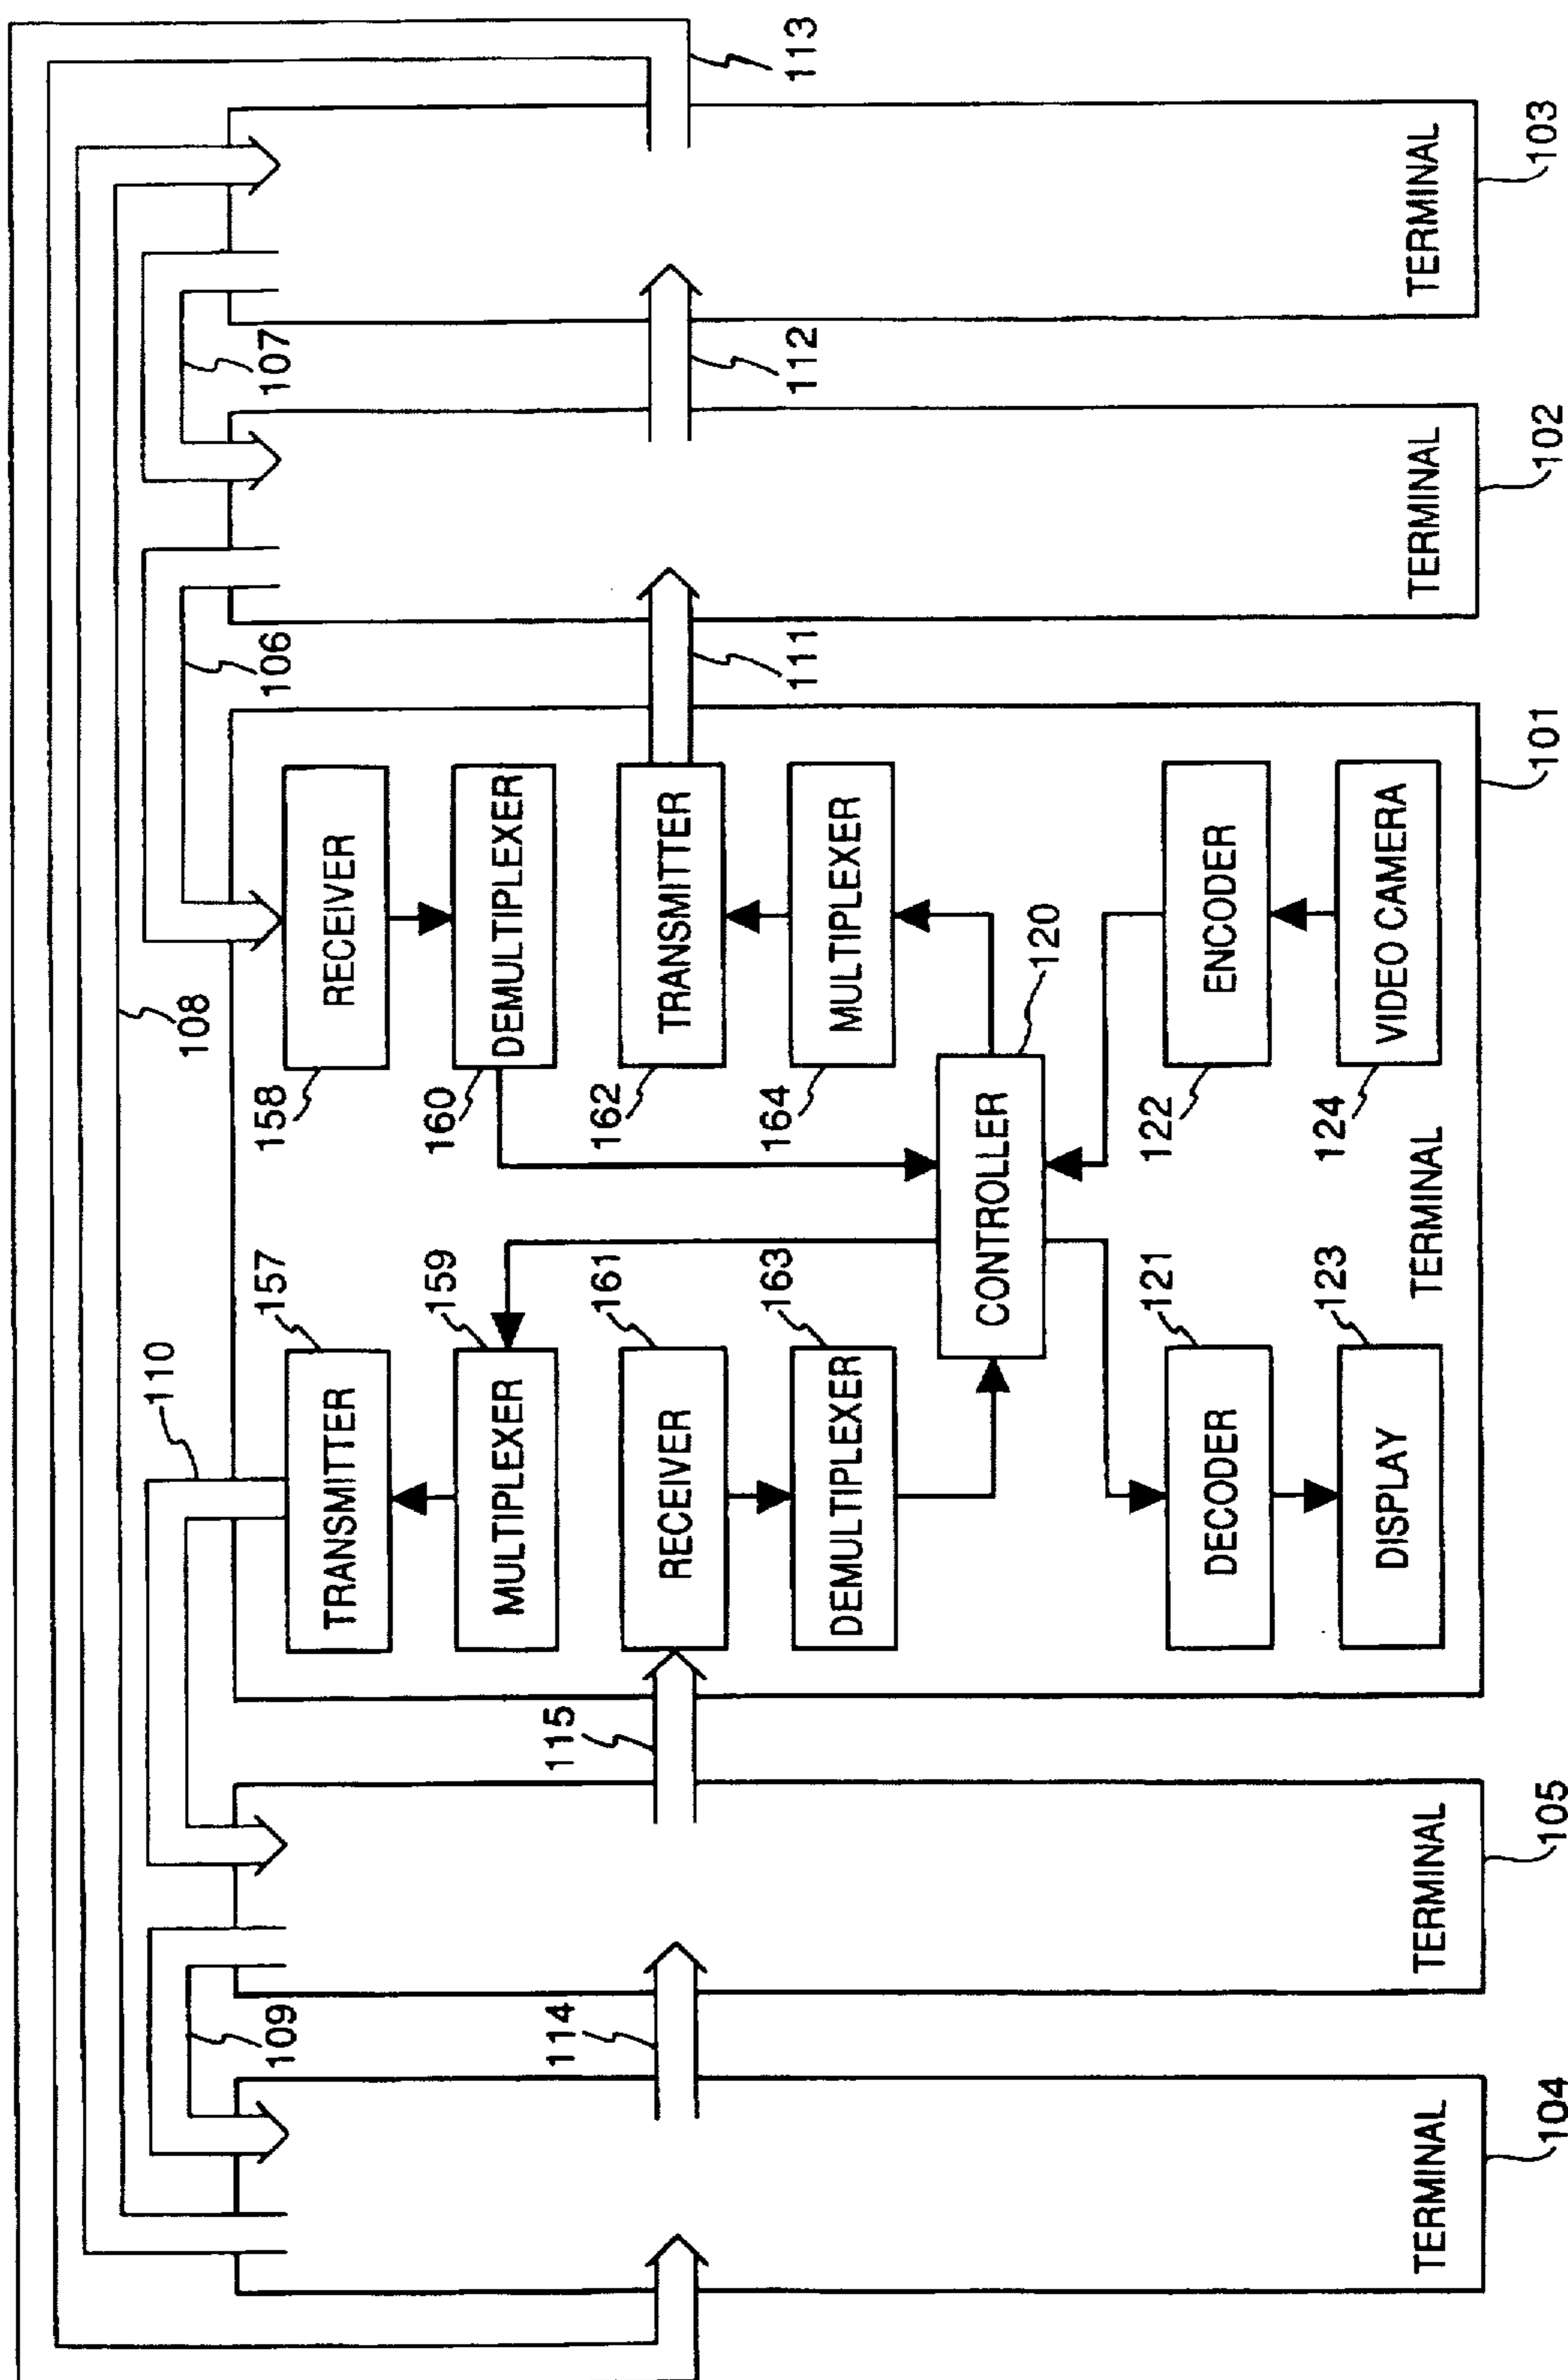 113
108
107
106
110
109
TRANSMITTER
157
158
RECEIVER
MULTIPLEXER
159
160
DEMULTIPLEXER
114
115
RECEIVER
161
162
TRANSMITTER
111
112
DEMULTIPLEXER
163
164
MULTIPLEXER
CONTROLLER
120
DECODER
121
122
ENCODER
DISPLAY
123
124
VIDEO CAMERA
TERMINAL
TERMINAL
TERMINAL
TERMINAL
TERMINAL
104
105
101
102
103